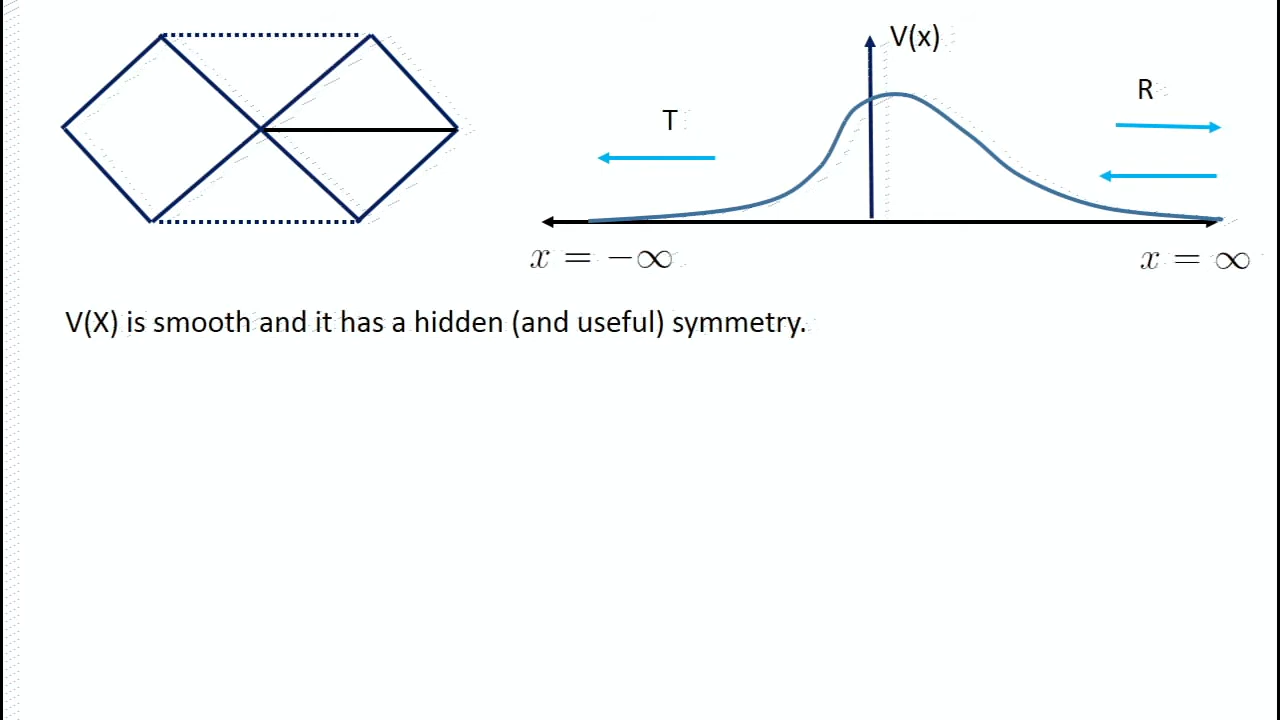 V(x)
R
T
x = −∞
x = ∞
V(X) is smooth and it has a hidden (and useful) symmetry.